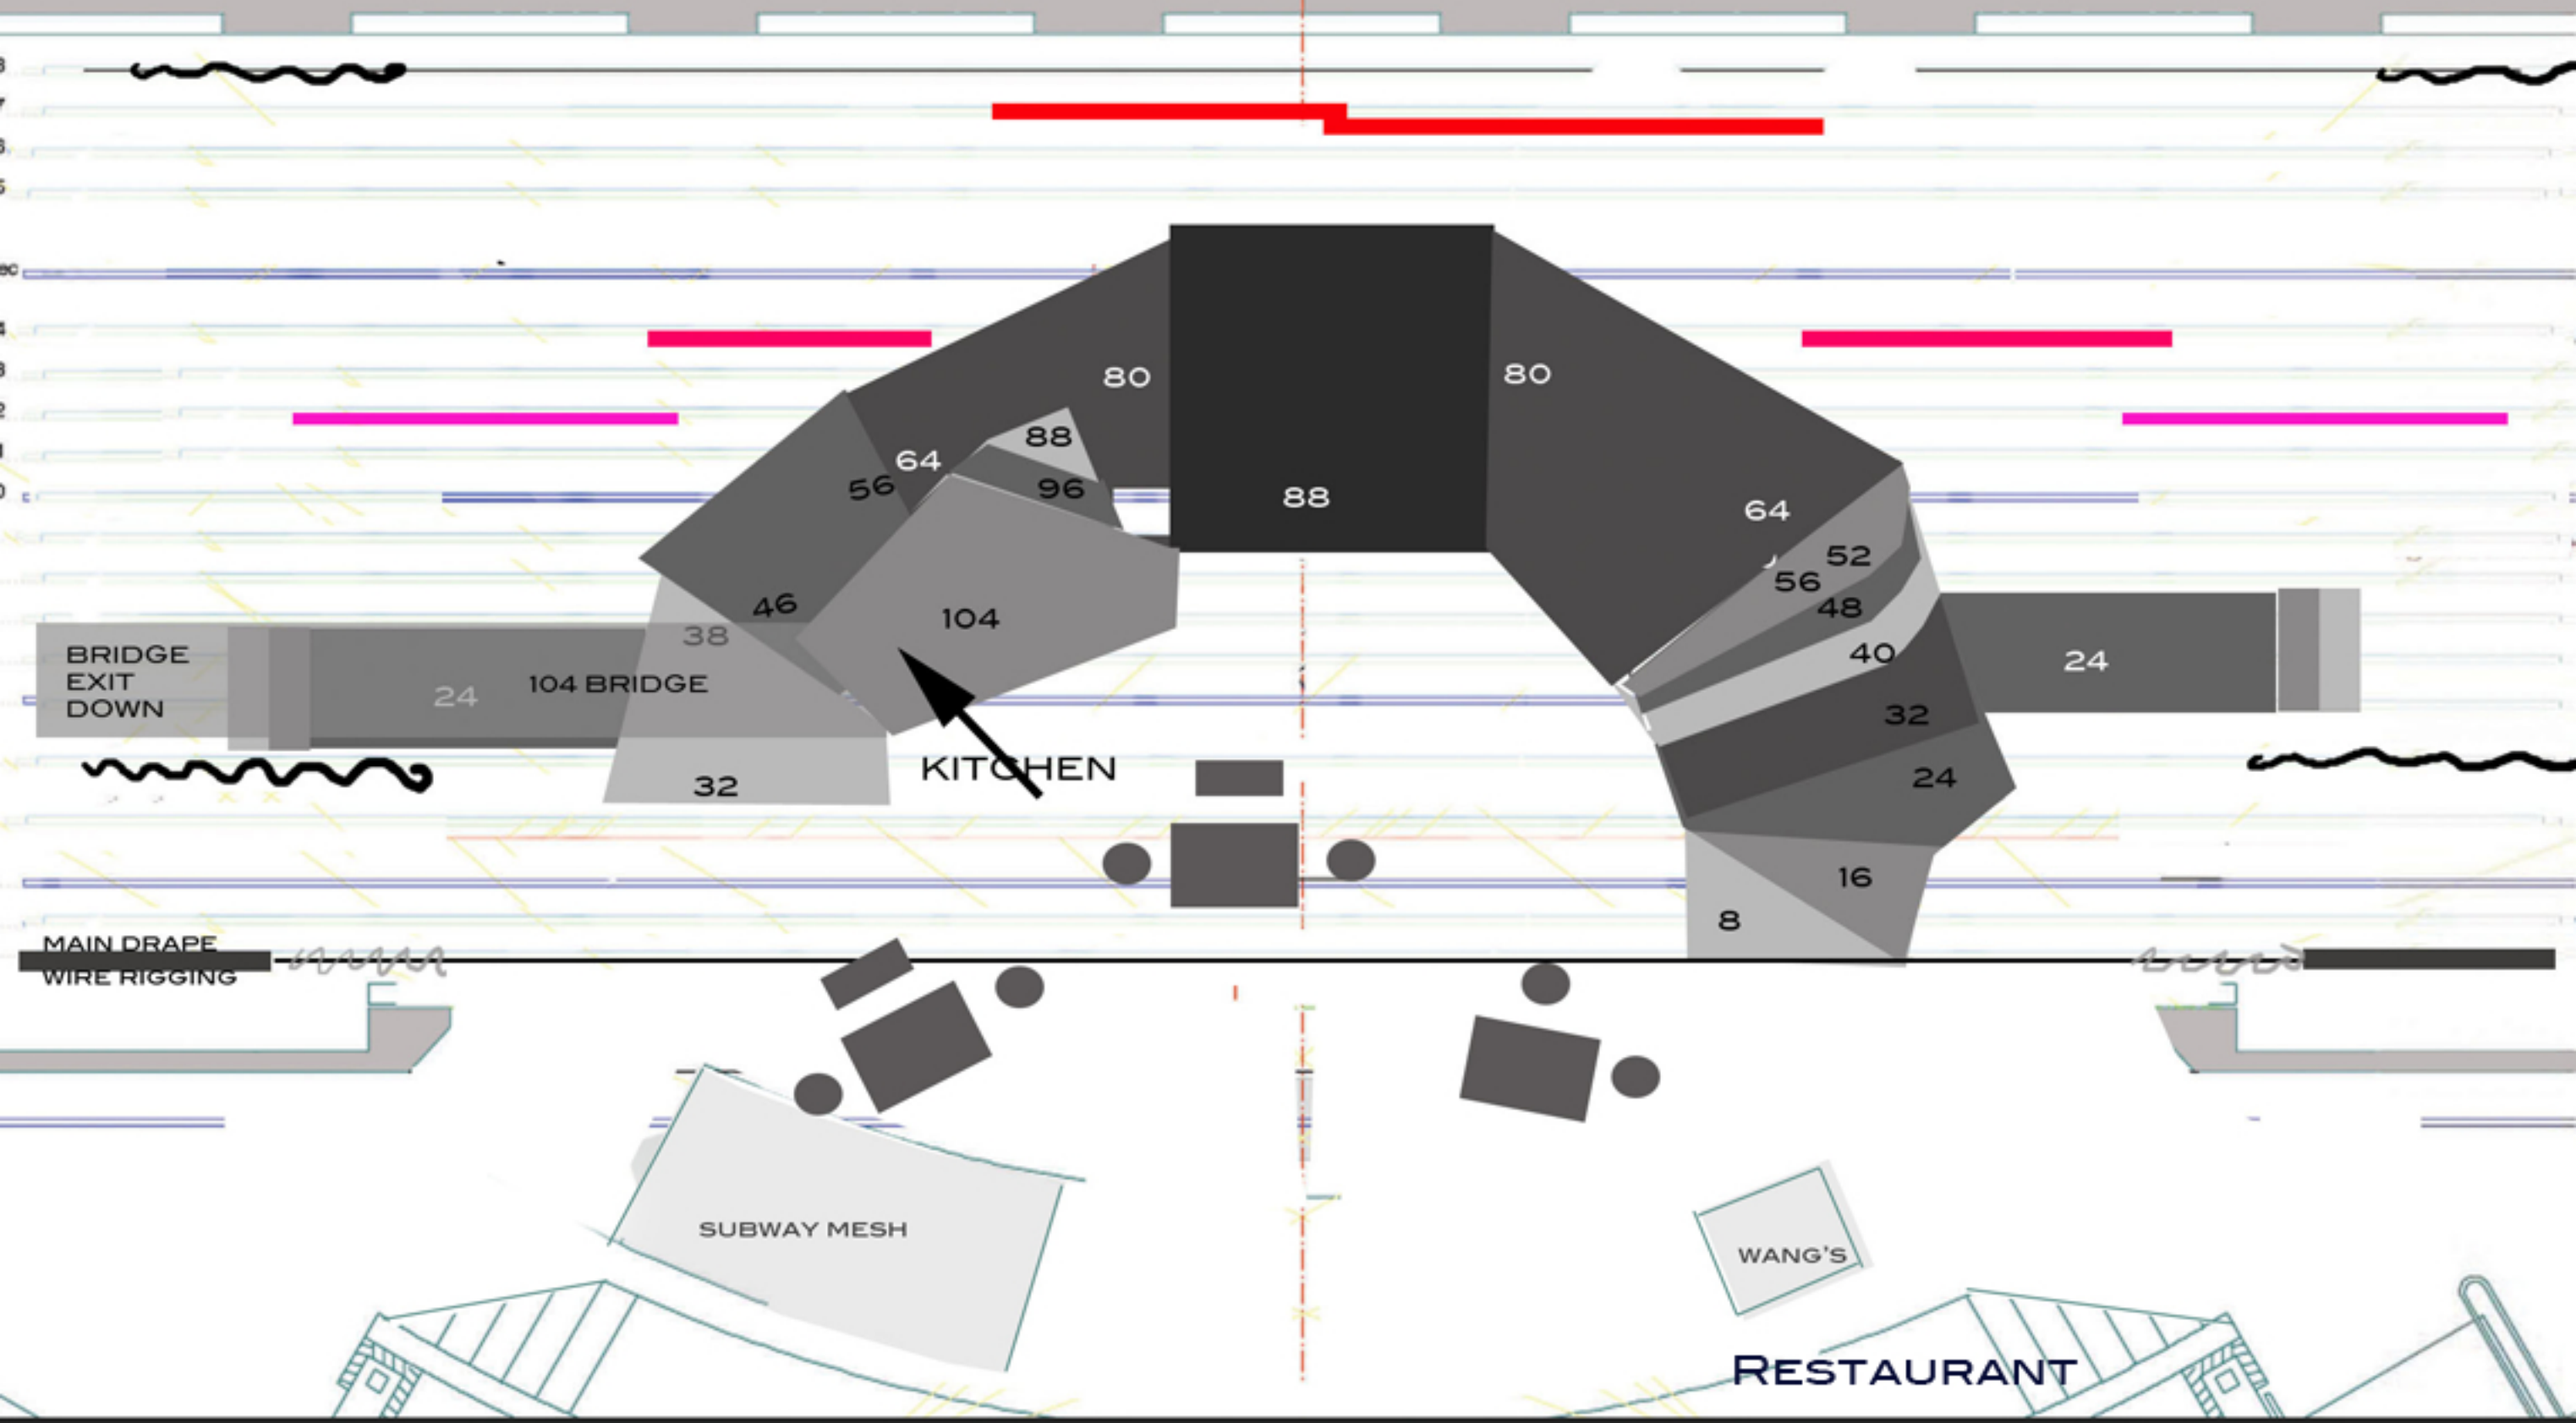 80
80
88
64
56
96
88
64
52
56
46
104
48
38
BRIDGE
EXIT
DOWN
40
24
104 BRIDGE
24
32
KITCHEN
32
24
16
8
MAIN DRAPE
WIRE RIGGING
SUBWAY MESH
WANG'S
RESTAURANT